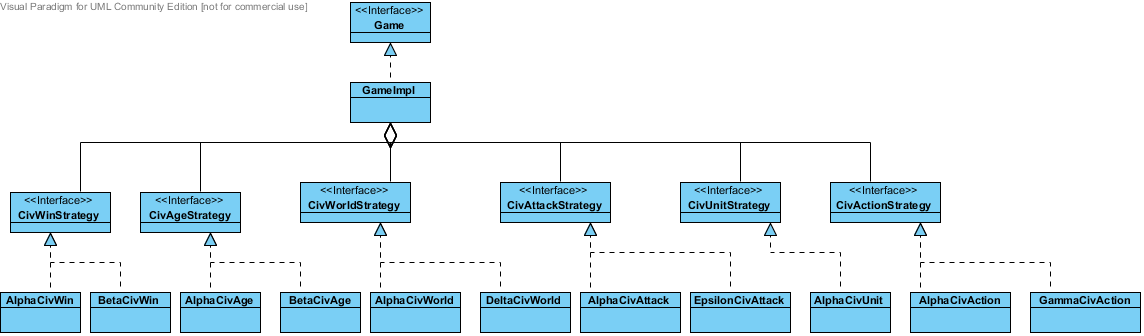 Visual Paradigm for UML Community Edition [not for commercial use]
<<Interface>>
Game
GameImpl
<<Interface>>
CivWinStrategy
<<Interface>>
CivAgeStrategy
<<Interface>>
CivWorldStrategy
<<Interface>>
CivAttackStrategy
<<Interface>>
CivUnitStrategy
<<Interface>>
CivActionStrategy
AlphaCivWin
BetaCivWin
AlphaCivAge
BetaCivAge
AlphaCivWorld
DeltaCivWorld
AlphaCivAttack
EpsilonCivAttack
AlphaCivUnit
AlphaCivAction
GammaCivAction